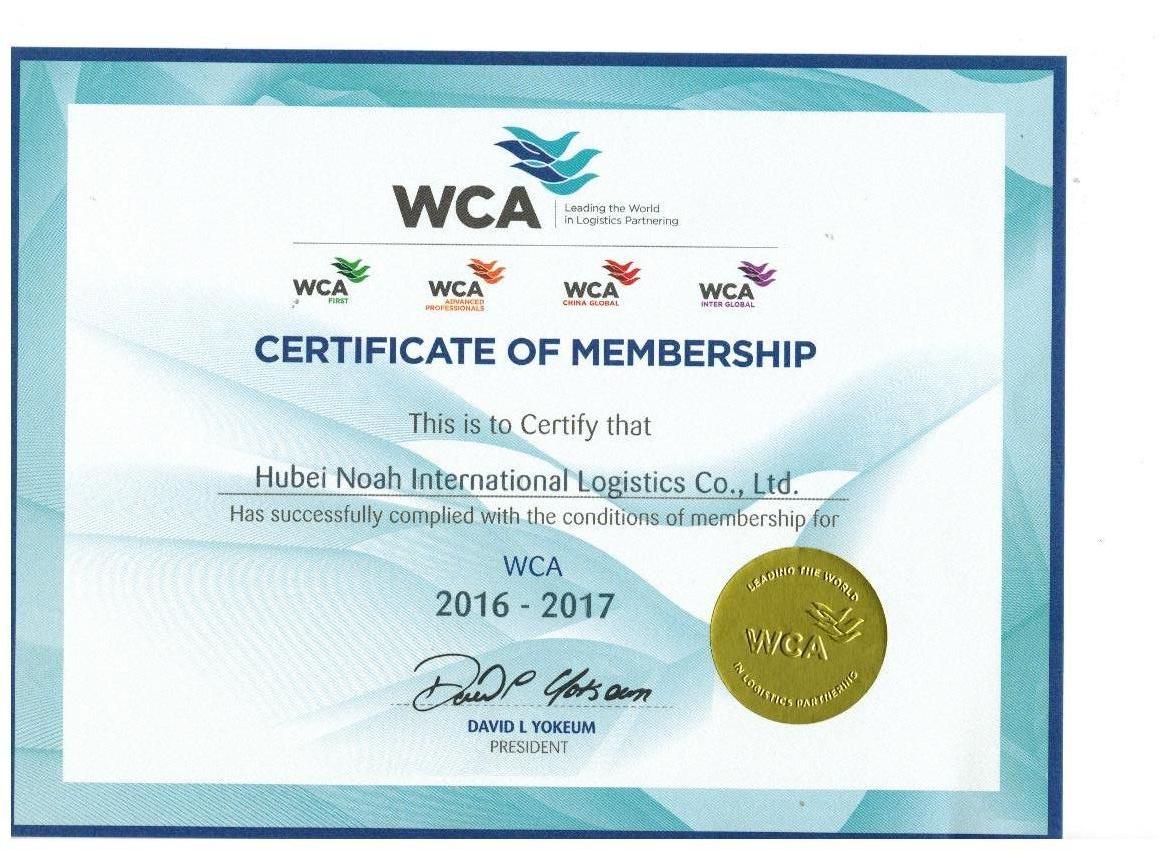 WCA
Leading the World
in Logistics Partnering
WCA
FIRST
WCA
ADVANCED
PROFESSIONALS
WCA
CHINA GLOBAL
WCA
INTER GLOBAL
CERTIFICATE OF MEMBERSHIP
This is to Certify that
Hubei Noah International Logistics Co., Ltd.
Has successfully complied with the conditions of membership for
WCA
2016 - 2017
DAVID L YOKEUM
PRESIDENT
LEADING THE WORLD
WCA
IN LOGISTICS PARTNERING